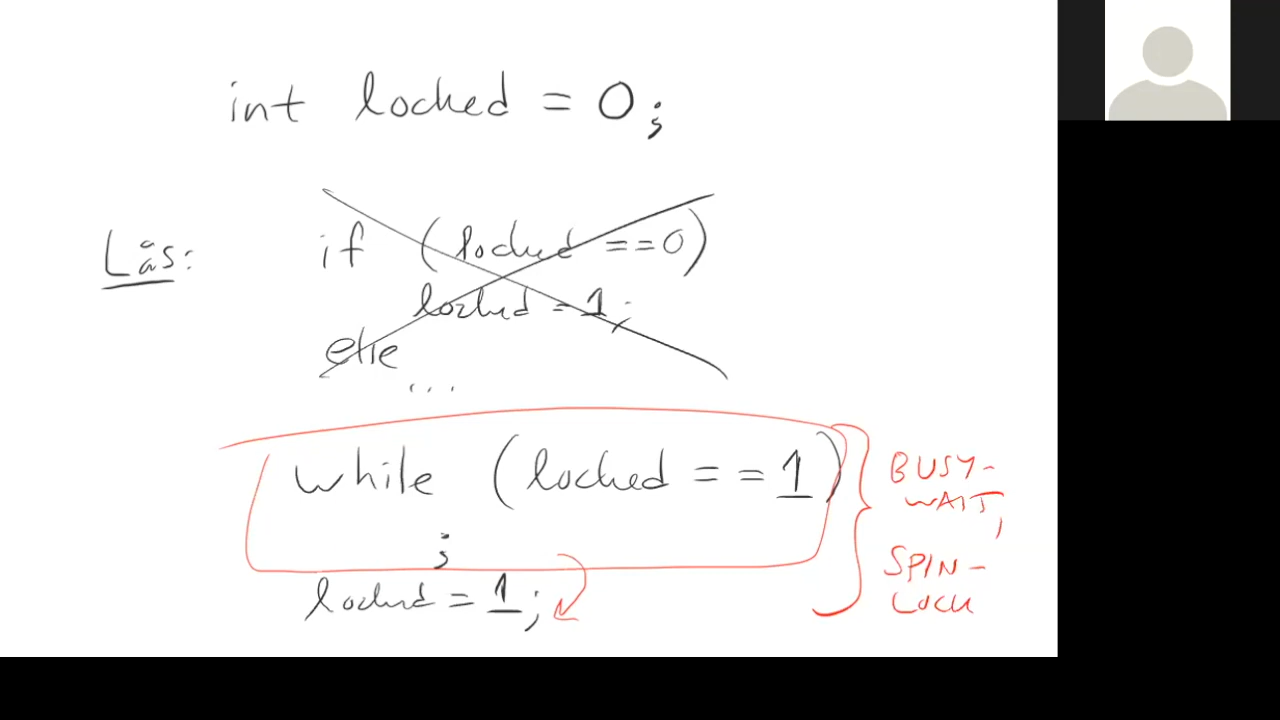 int locked = 0;
Lås:
if (locked ==0)
locked = 1;
else
...
while (locked == 1)
;
locked = 1;
BUSY-
WAIT,
SPIN-
LOCK